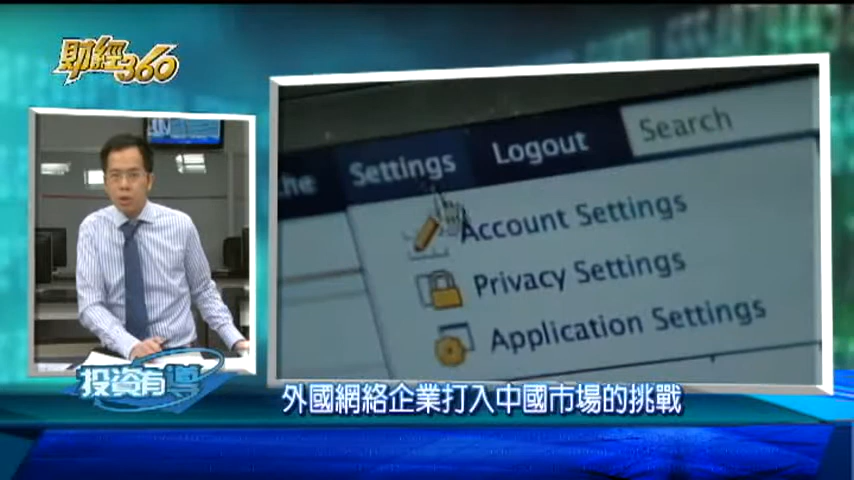 財經360
Settings
Logout
Search
Account Settings
Privacy Settings
Application Settings
投資有導
外國網絡企業打入中國市場的挑戰